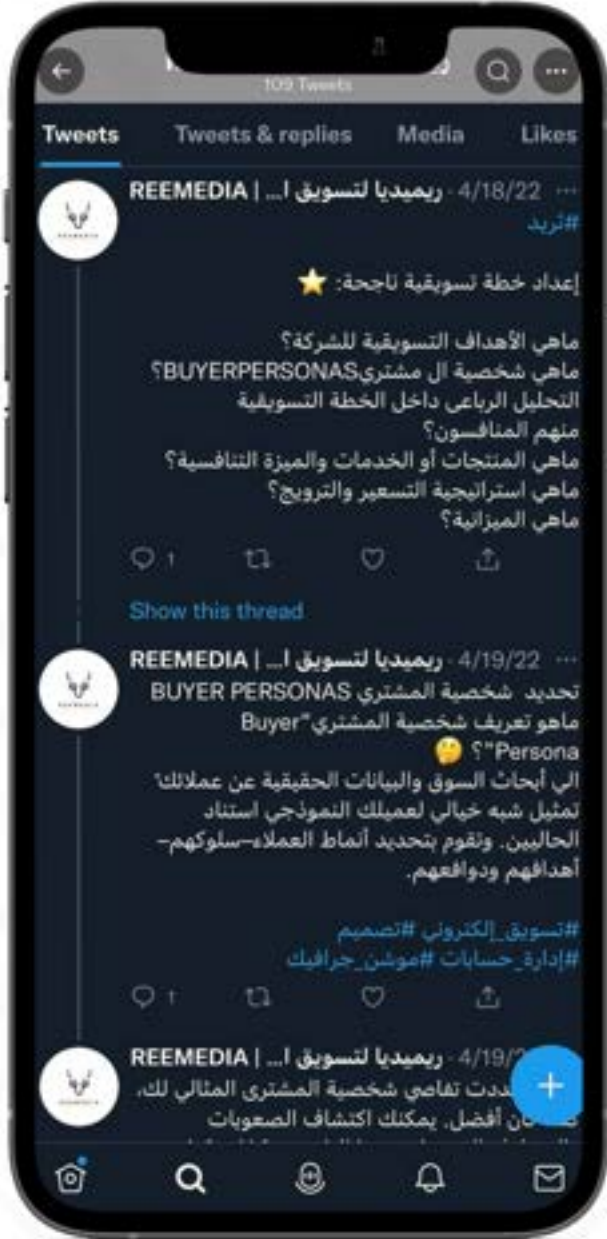 109 Tweets
Tweets Tweets & replies Media Likes
REEMEDIA | ...ريميديا لتسويق ا · 4/18/22 ...
#ثريد
إعداد خطة تسويقية ناجحة: ⭐
ماهي الأهداف التسويقية للشركة؟
ماهي شخصية ال مشتريBUYERPERSONAS؟
التحليل الرباعي داخل الخطة التسويقية
منهم المنافسون؟
ماهي المنتجات أو الخدمات والميزة التنافسية؟
ماهي استراتيجية التسعير والترويج؟
ماهي الميزانية؟
1
Show this thread
REEMEDIA | ...ريميديا لتسويق ا · 4/19/22 ...
تحديد شخصية المشتري BUYER PERSONAS
ماهو تعريف شخصية المشتري"Buyer
Persona"؟ 🤔
الي أبحاث السوق والبيانات الحقيقية عن عملائك"
تمثيل شبه خيالي لعميلك النموذجي استناد
الحاليين. وتقوم بتحديد أنماط العملاء–سلوكهم–
أهدافهم ودوافعهم.
#تسويق_إلكتروني #تصميم
#إدارة_حسابات #موشن_جرافيك
1
REEMEDIA | ...ريميديا لتسويق ا · 4/19/2
تفاصي شخصية المشتري المثالي لك،
أفضل. يمكنك اكتشاف الصعوبات